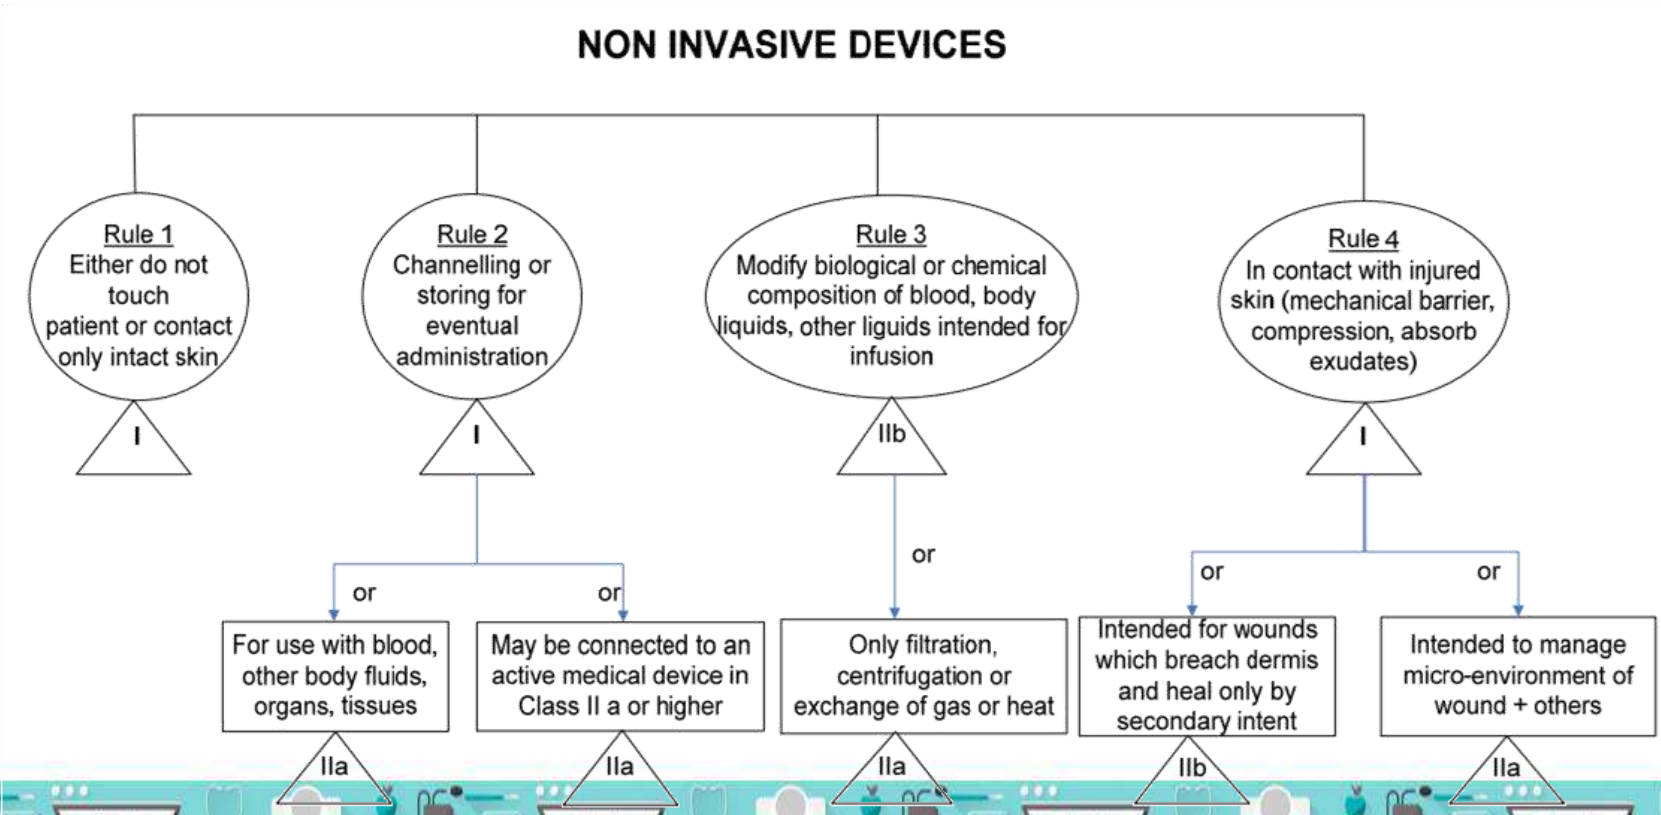 NON INVASIVE DEVICES
Rule 1
Either do not
touch
patient or contact
only intact skin
I
Rule 2
Channelling or
storing for
eventual
administration
I
Rule 3
Modify biological or chemical
composition of blood, body
liquids, other liguids intended for
infusion
IIb
Rule 4
In contact with injured
skin (mechanical barrier,
compression, absorb
exudates)
I
or
For use with blood,
other body fluids,
organs, tissues
IIa
or
May be connected to an
active medical device in
Class II a or higher
IIa
or
Only filtration,
centrifugation or
exchange of gas or heat
IIa
or
Intended for wounds
which breach dermis
and heal only by
secondary intent
IIb
or
Intended to manage
micro-environment of
wound + others
IIa